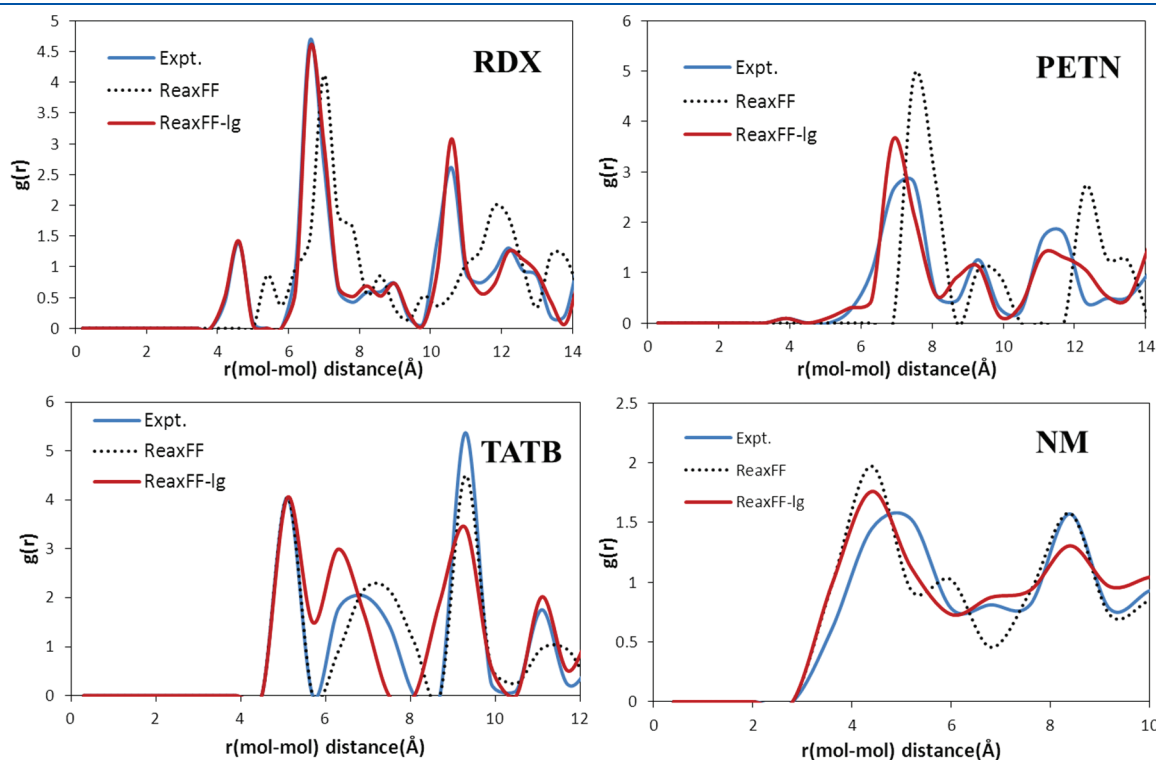 RDX
Expt.
ReaxFF
ReaxFF-lg
g(r)
5
4.5
4
3.5
3
2.5
2
1.5
1
0.5
0
0 2 4 6 8 10 12 14
r(mol-mol) distance(Å)
PETN
Expt.
ReaxFF
ReaxFF-lg
g(r)
6
5
4
3
2
1
0
0 2 4 6 8 10 12 14
r(mol-mol) distance(Å)
TATB
Expt.
ReaxFF
ReaxFF-lg
g(r)
6
5
4
3
2
1
0
0 2 4 6 8 10 12
r(mol-mol) distance(Å)
NM
Expt.
ReaxFF
ReaxFF-lg
g(r)
2.5
2
1.5
1
0.5
0
0 2 4 6 8 10
r(mol-mol) distance(Å)